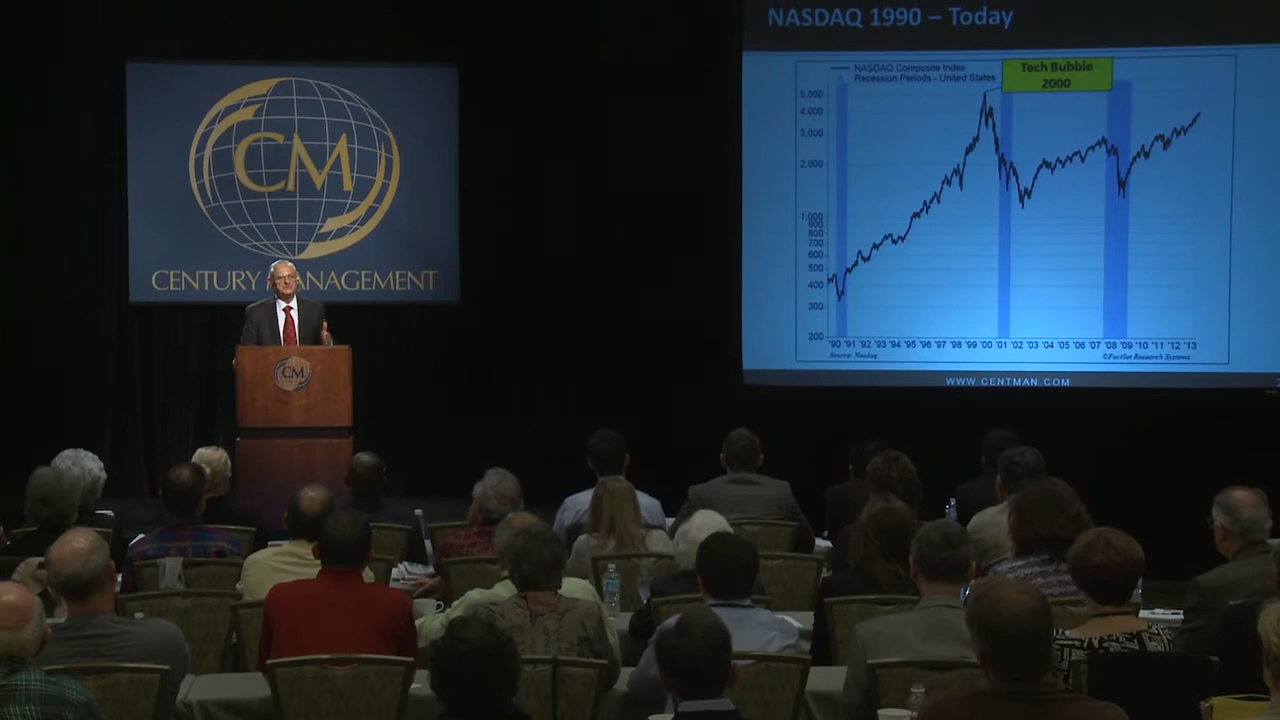 CM
CENTURY MANAGEMENT
CM
NASDAQ 1990 – Today
NASDAQ Composite Index
Recession Periods - United States
Tech Bubble
2000
5,000
4,000
3,000
2,000
1,000
900
800
700
600
500
400
300
200
'90 '91 '92 '93 '94 '95 '96 '97 '98 '99 '00 '01 '02 '03 '04 '05 '06 '07 '08 '09 '10 '11 '12 '13
Source: Nasdaq
©FactSet Research Systems
WWW.CENTMAN.COM